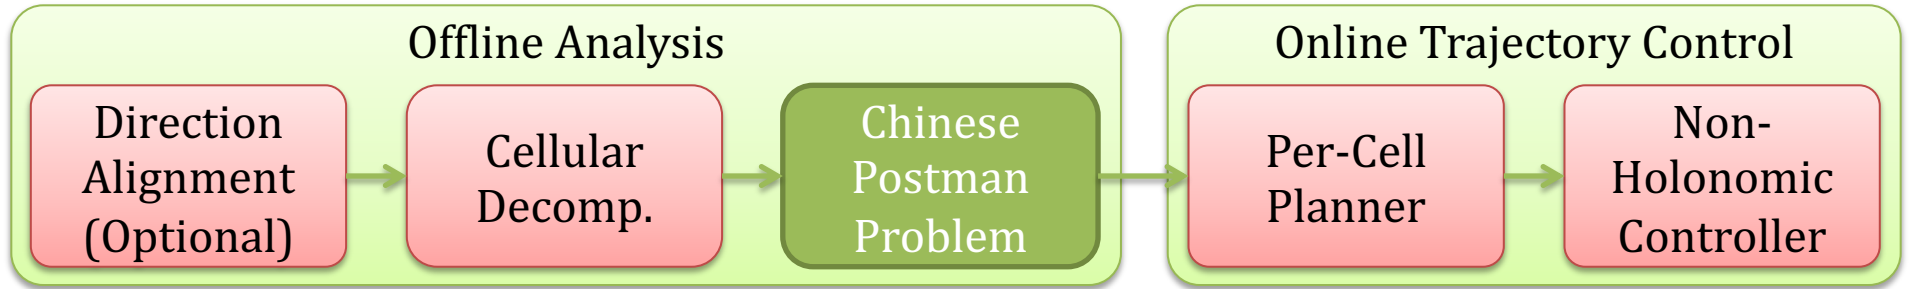 Offline Analysis
Direction
Alignment
(Optional)
Cellular
Decomp.
Chinese
Postman
Problem
Online Trajectory Control
Per-Cell
Planner
Non-
Holonomic
Controller